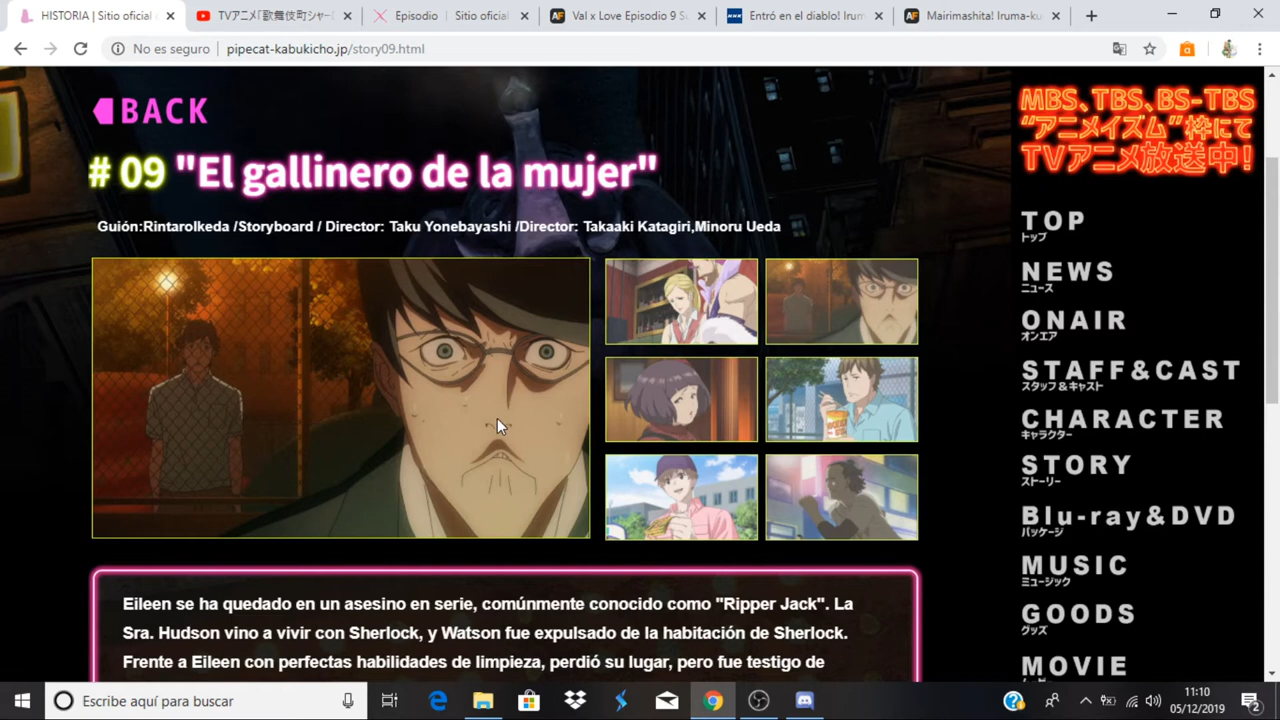 HISTORIA | Sitio oficial
TVアニメ「歌舞伎町シャー
Episodio | Sitio oficial
Val x Love Episodio 9 S
Entró en el diablo! Irum
Mairimashita! Iruma-ku
No es seguro
pipecat-kabukicho.jp/story09.html
BACK
# 09 "El gallinero de la mujer"
Guión:RintaroIkeda /Storyboard / Director: Taku Yonebayashi /Director: Takaaki Katagiri,Minoru Ueda
Eileen se ha quedado en un asesino en serie, comúnmente conocido como "Ripper Jack". La
Sra. Hudson vino a vivir con Sherlock, y Watson fue expulsado de la habitación de Sherlock.
Frente a Eileen con perfectas habilidades de limpieza, perdió su lugar, pero fue testigo de
MBS、TBS、BS-TBS
“アニメイズム”枠にて
TVアニメ放送中!
TOP
トップ
NEWS
ニュース
ONAIR
オンエア
STAFF&CAST
スタッフ&キャスト
CHARACTER
キャラクター
STORY
ストーリー
Blu-ray&DVD
パッケージ
MUSIC
ミュージック
GOODS
グッズ
MOVIE
Escribe aquí para buscar
11:10
05/12/2019
2